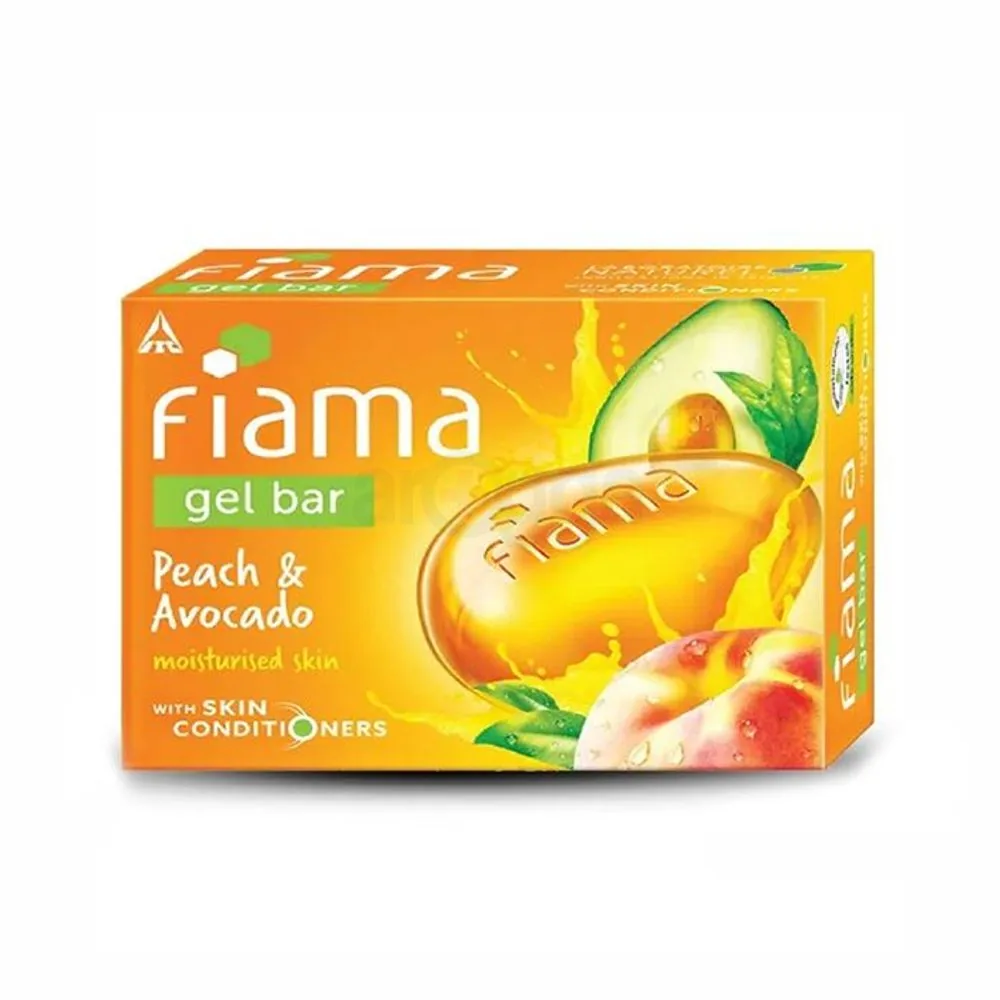 fiama
gel bar
WITH SKIN
CONDITIONERS
ITC
fiama
gel bar
Peach &
Avocado
moisturised skin
WITH SKIN
CONDITIONERS
fiama
fiama
gel bar